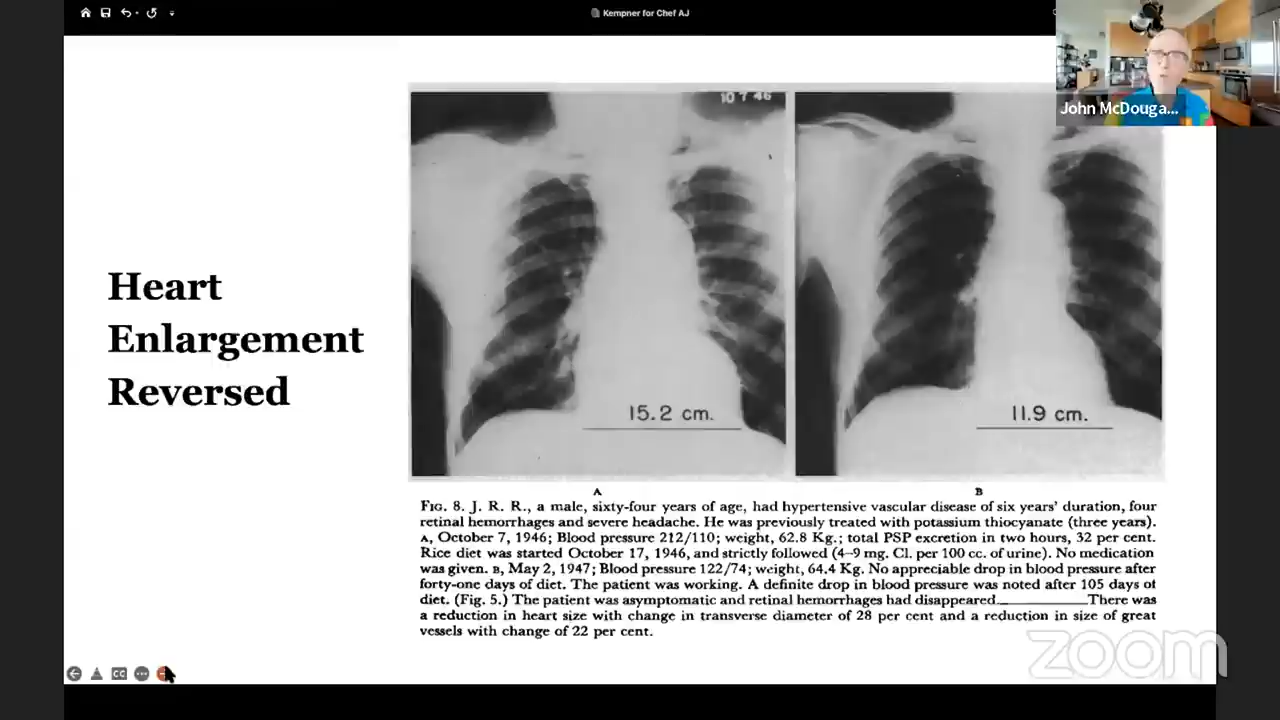 Kempner for Chef AJ
John McDouga...
10 7 46
Heart
Enlargement
Reversed
15.2 cm.
11.9 cm.
A
B
FIG. 8. J. R. R., a male, sixty-four years of age, had hypertensive vascular disease of six years' duration, four
retinal hemorrhages and severe headache. He was previously treated with potassium thiocyanate (three years).
A, October 7, 1946; Blood pressure 212/110; weight, 62.8 Kg.; total PSP excretion in two hours, 32 per cent.
Rice diet was started October 17, 1946, and strictly followed (4–9 mg. Cl. per 100 cc. of urine). No medication
was given. B, May 2, 1947; Blood pressure 122/74; weight, 64.4 Kg. No appreciable drop in blood pressure after
forty-one days of diet. The patient was working. A definite drop in blood pressure was noted after 105 days of
diet. (Fig. 5.) The patient was asymptomatic and retinal hemorrhages had disappeared.__________There was
a reduction in heart size with change in transverse diameter of 28 per cent and a reduction in size of great
vessels with change of 22 per cent.
CC
zoom